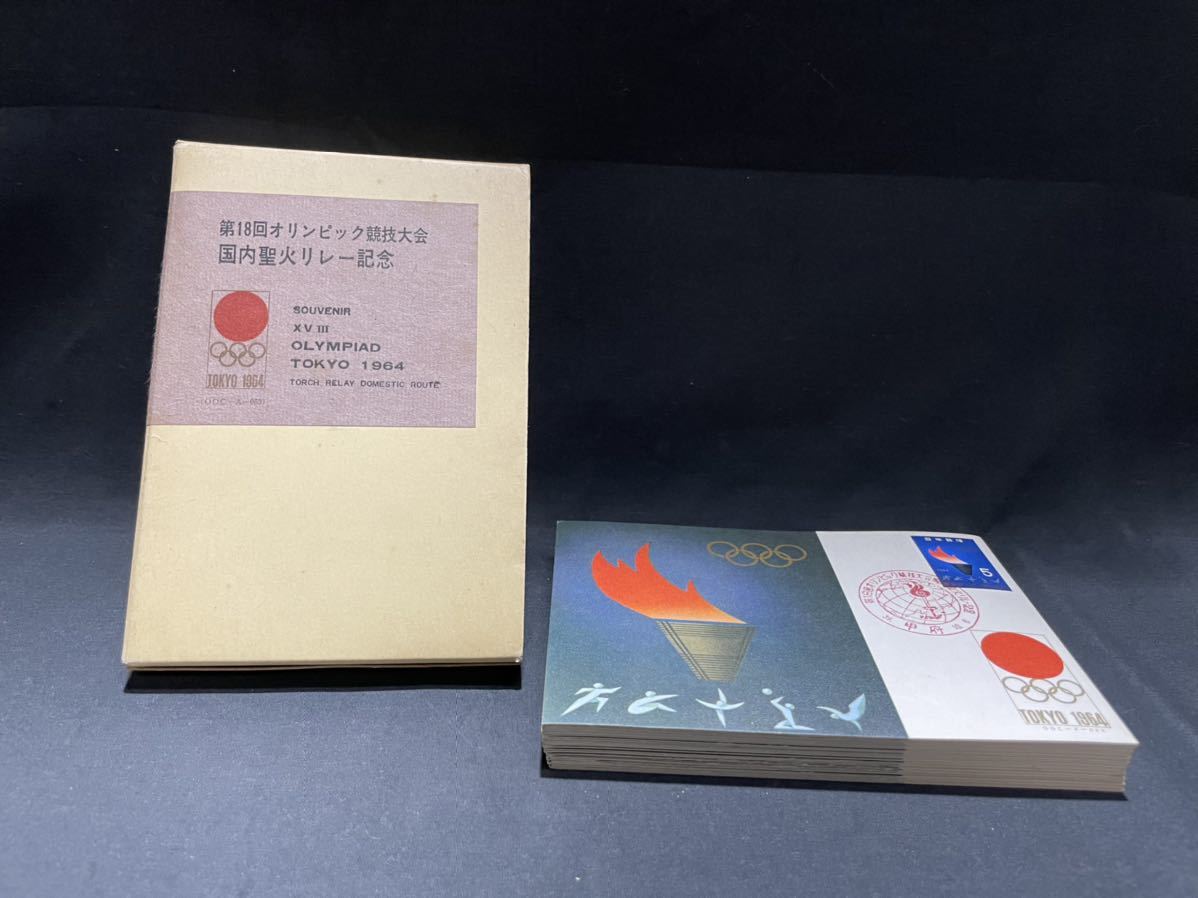 第18回オリンピック競技大会
国内聖火リレー記念
SOUVENIR
XVIII
OLYMPIAD
TOKYO 1964
TORCH RELAY DOMESTIC ROUTE
TOKYO 1964
日本郵便
5
甲府
TOKYO 1964